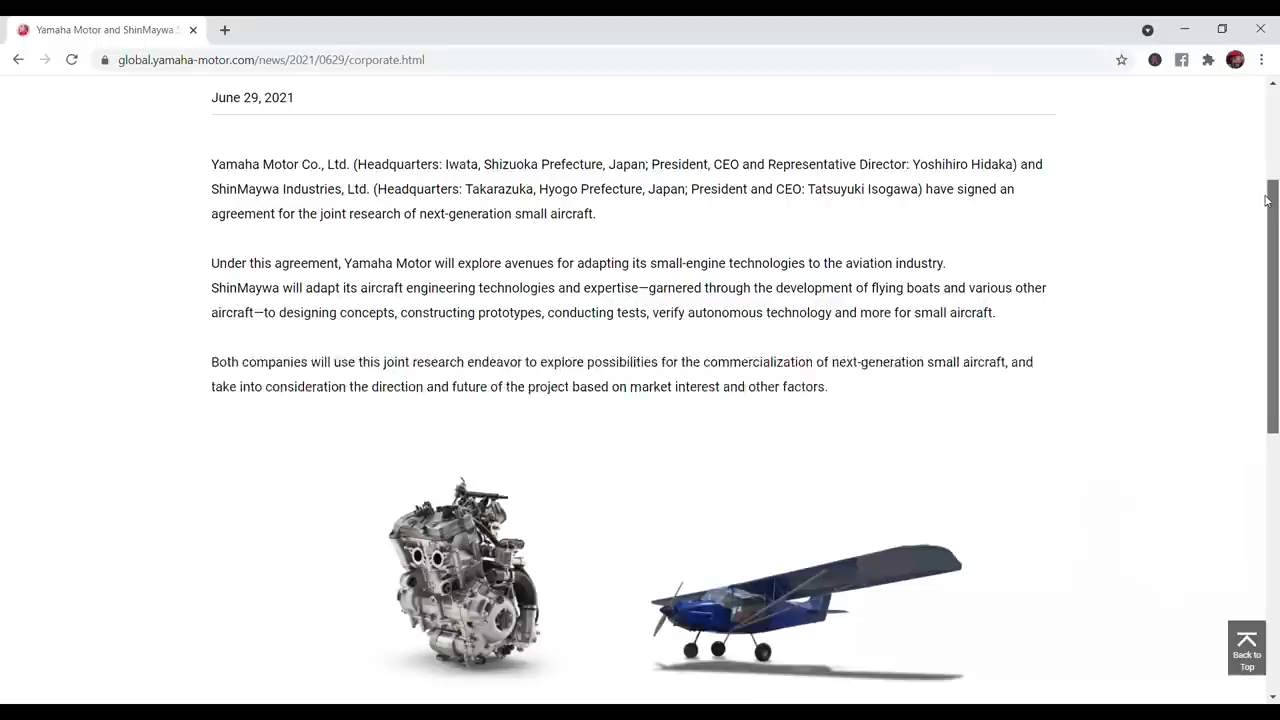 Yamaha Motor and ShinMaywa
global.yamaha-motor.com/news/2021/0629/corporate.html
June 29, 2021
Yamaha Motor Co., Ltd. (Headquarters: Iwata, Shizuoka Prefecture, Japan; President, CEO and Representative Director: Yoshihiro Hidaka) and
ShinMaywa Industries, Ltd. (Headquarters: Takarazuka, Hyogo Prefecture, Japan; President and CEO: Tatsuyuki Isogawa) have signed an
agreement for the joint research of next-generation small aircraft.
Under this agreement, Yamaha Motor will explore avenues for adapting its small-engine technologies to the aviation industry.
ShinMaywa will adapt its aircraft engineering technologies and expertise—garnered through the development of flying boats and various other
aircraft—to designing concepts, constructing prototypes, conducting tests, verify autonomous technology and more for small aircraft.
Both companies will use this joint research endeavor to explore possibilities for the commercialization of next-generation small aircraft, and
take into consideration the direction and future of the project based on market interest and other factors.
Back to
Top